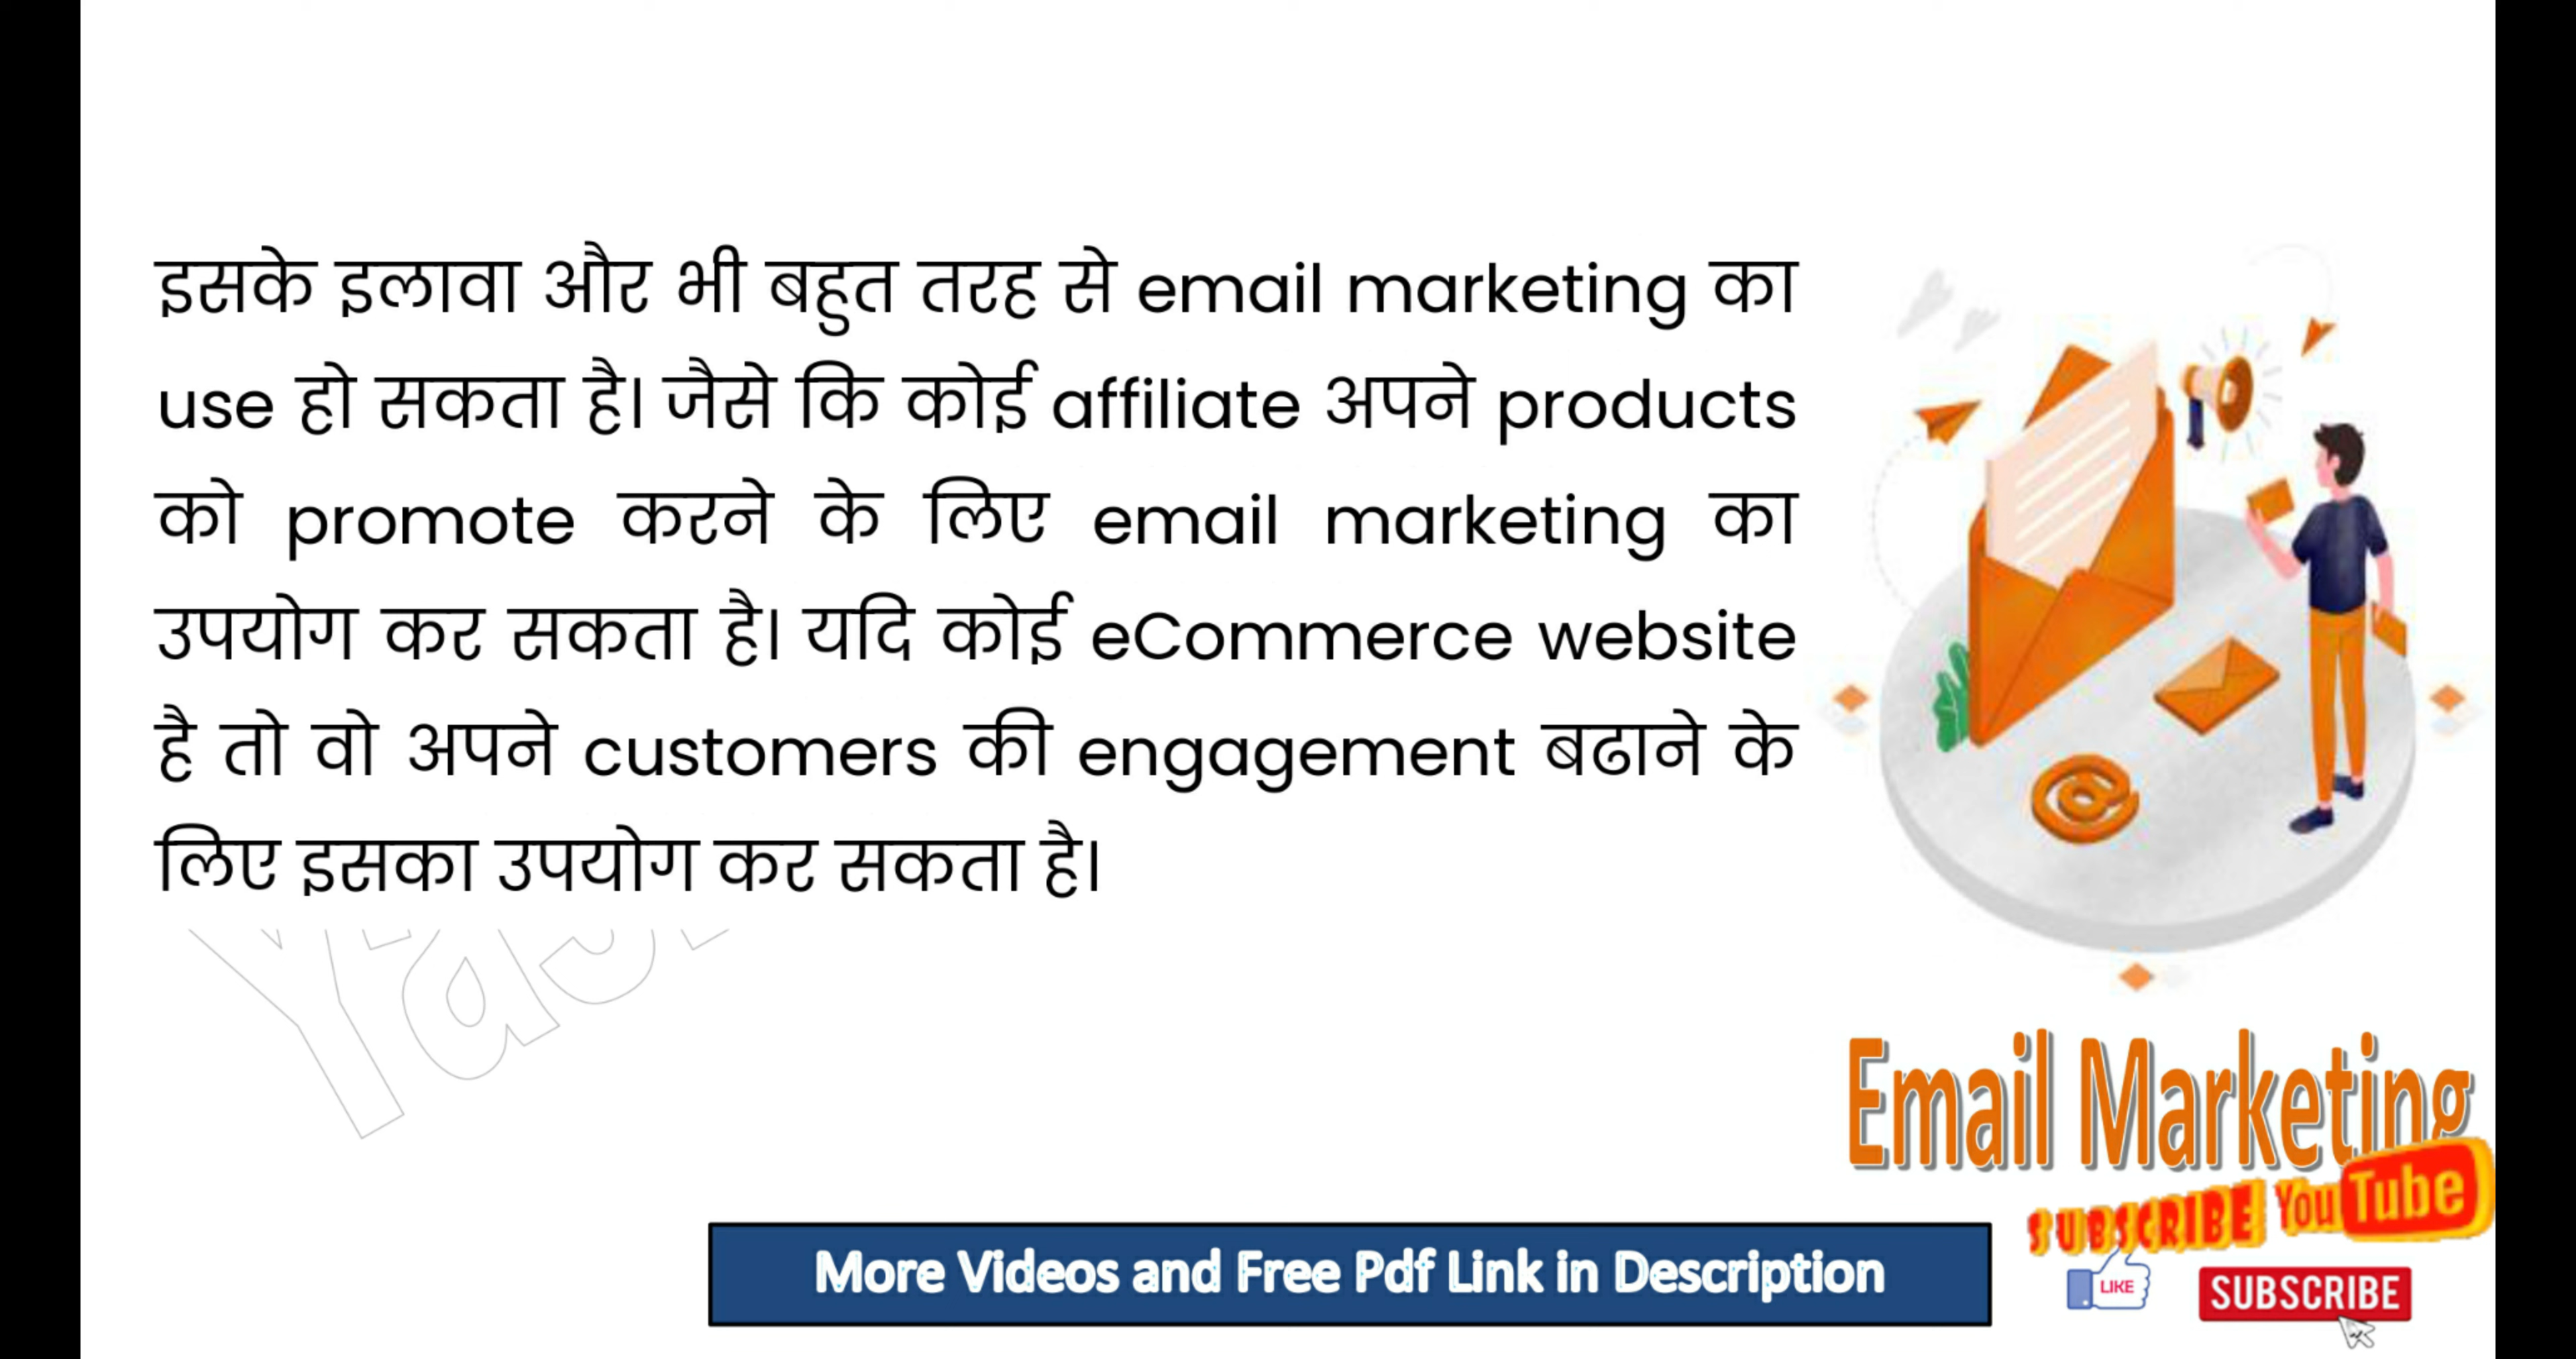 इसके इलावा और भी बहुत तरह से email marketing का
use हो सकता है। जैसे कि कोई affiliate अपने products
को promote करने के लिए email marketing का
उपयोग कर सकता है। यदि कोई eCommerce website
है तो वो अपने customers की engagement बढाने के
लिए इसका उपयोग कर सकता है।
Email Marketing
SUBSCRIBE YouTube
More Videos and Free Pdf Link in Description
LIKE
SUBSCRIBE